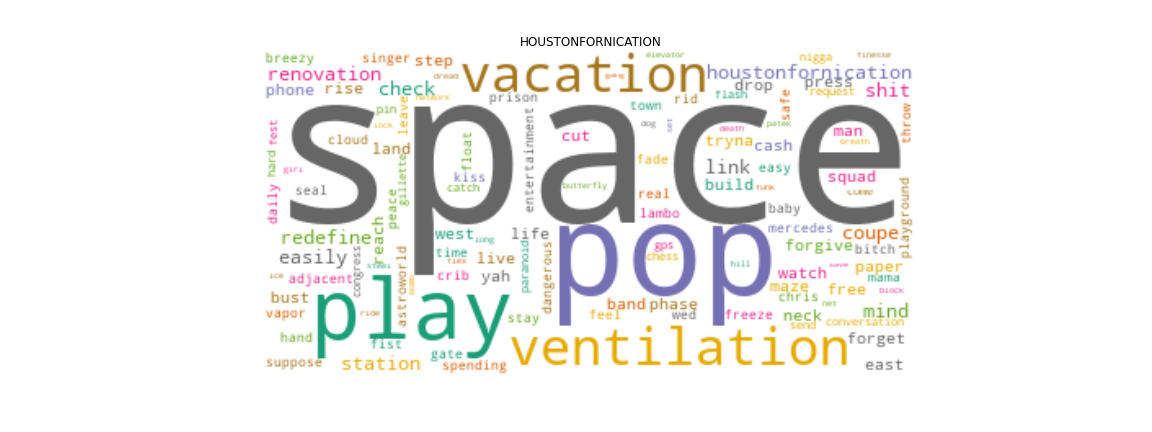 HOUSTONFORNICATION
breezy singer step vacation elevator nigga finesse
renovation houstonfornication
phone rise check prison drop press request shit
pin leave network town rid flash safe throw
space
cloud land float entertainment cut dog set death tryna patek man breath
fest hard girl kiss catch fade link cash easy squad
daily seal peace gillette butterfly real build tunk come
lambo baby playground
redefine reach west long life pop mercedes coupe
easily congress time live paranoid dangerous gps chess forgive bitch
steel ties hill watch save paper
ice adjacent astroworld crib yah maze free mama
bust play band phase chris block
vapor ride stay feel wed freeze neck net mind
hand fist ventilation send conversation
gate forget
suppose station spending east